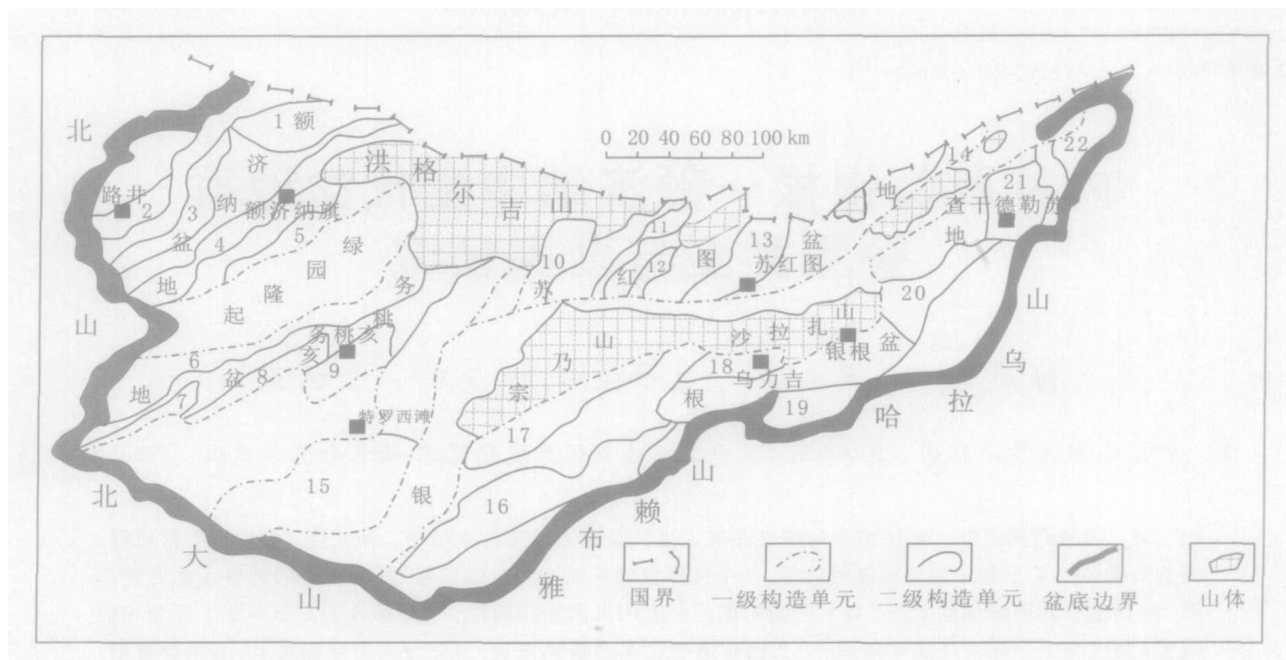 北
山
1 额
济
纳
盆
地
路井
2
3
4
5
额济纳旗
洪格尔吉山
0 20 40 60 80 100 km
绿
园
隆
起
务
桃
亥
盆
地
6
7
8
9
务桃亥
特罗西滩
10
11
12
13
14
苏
红
图
盆
地
苏红图
21
22
查干德勒苏
20
宗
乃
山
沙
拉
扎
山
银根
乌力吉
18
19
17
16
15
银
根
盆
地
北
大
山
雅
布
赖
山
哈
拉
乌
山
国界
一级构造单元
二级构造单元
盆底边界
山体